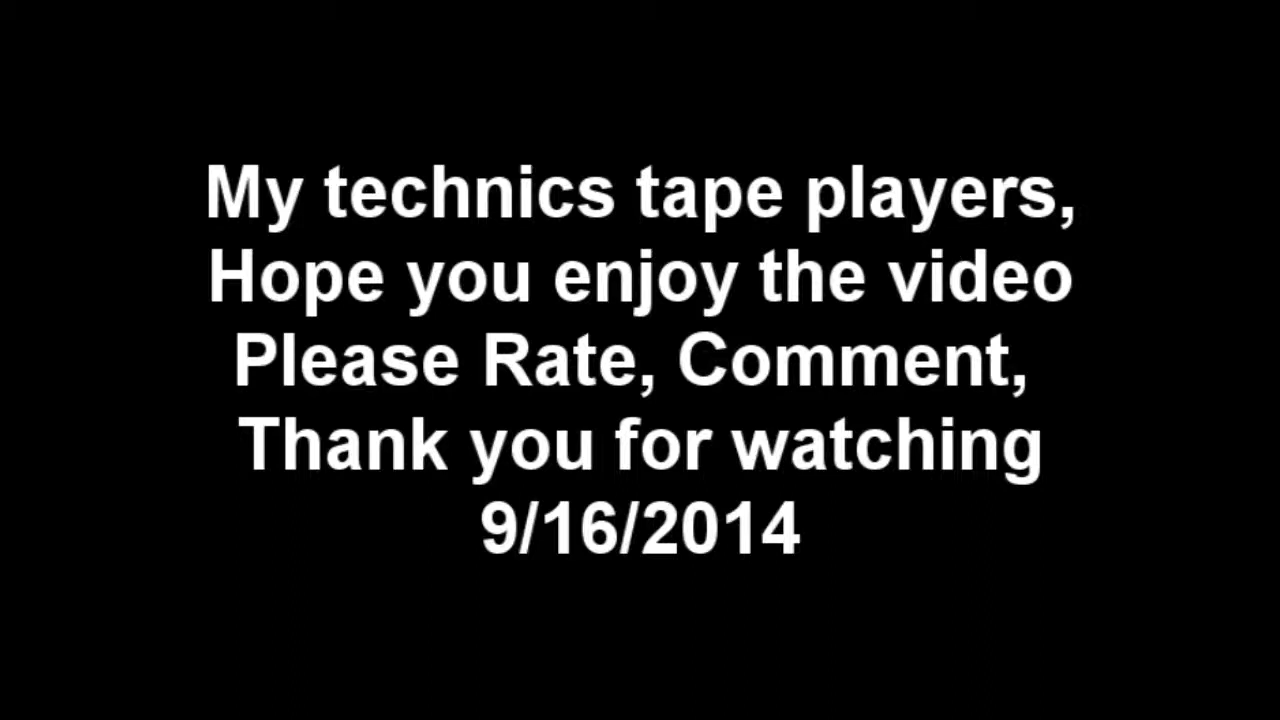 My technics tape players,
Hope you enjoy the video
Please Rate, Comment,
Thank you for watching
9/16/2014